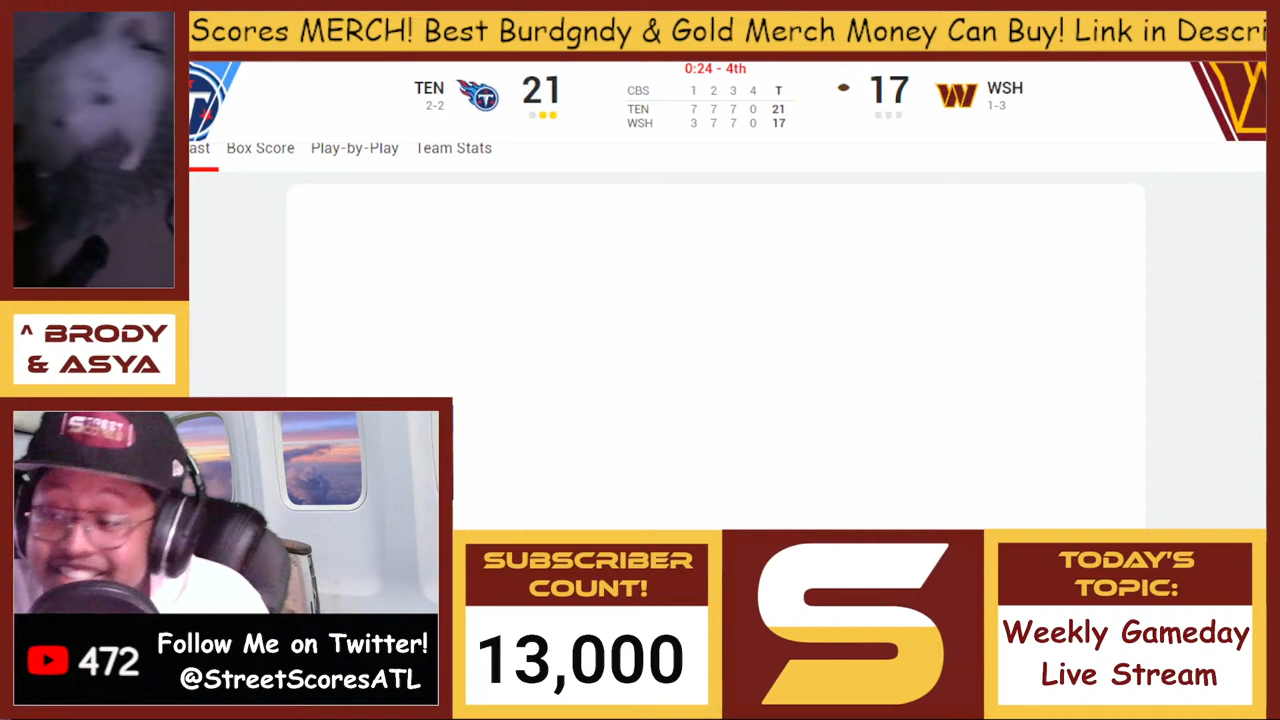 Scores MERCH! Best Burdgndy & Gold Merch Money Can Buy! Link in Descri
0:24 - 4th
TEN 21 17 WSH
2-2 1-3
CBS 1 2 3 4 T
TEN 7 7 7 0 21
WSH 3 7 7 0 17
ast Box Score Play-by-Play Team Stats
^ BRODY
& ASYA
STREET
SCORES
472
Follow Me on Twitter!
@StreetScoresATL
SUBSCRIBER
COUNT!
13,000
TODAY'S
TOPIC:
Weekly Gameday
Live Stream